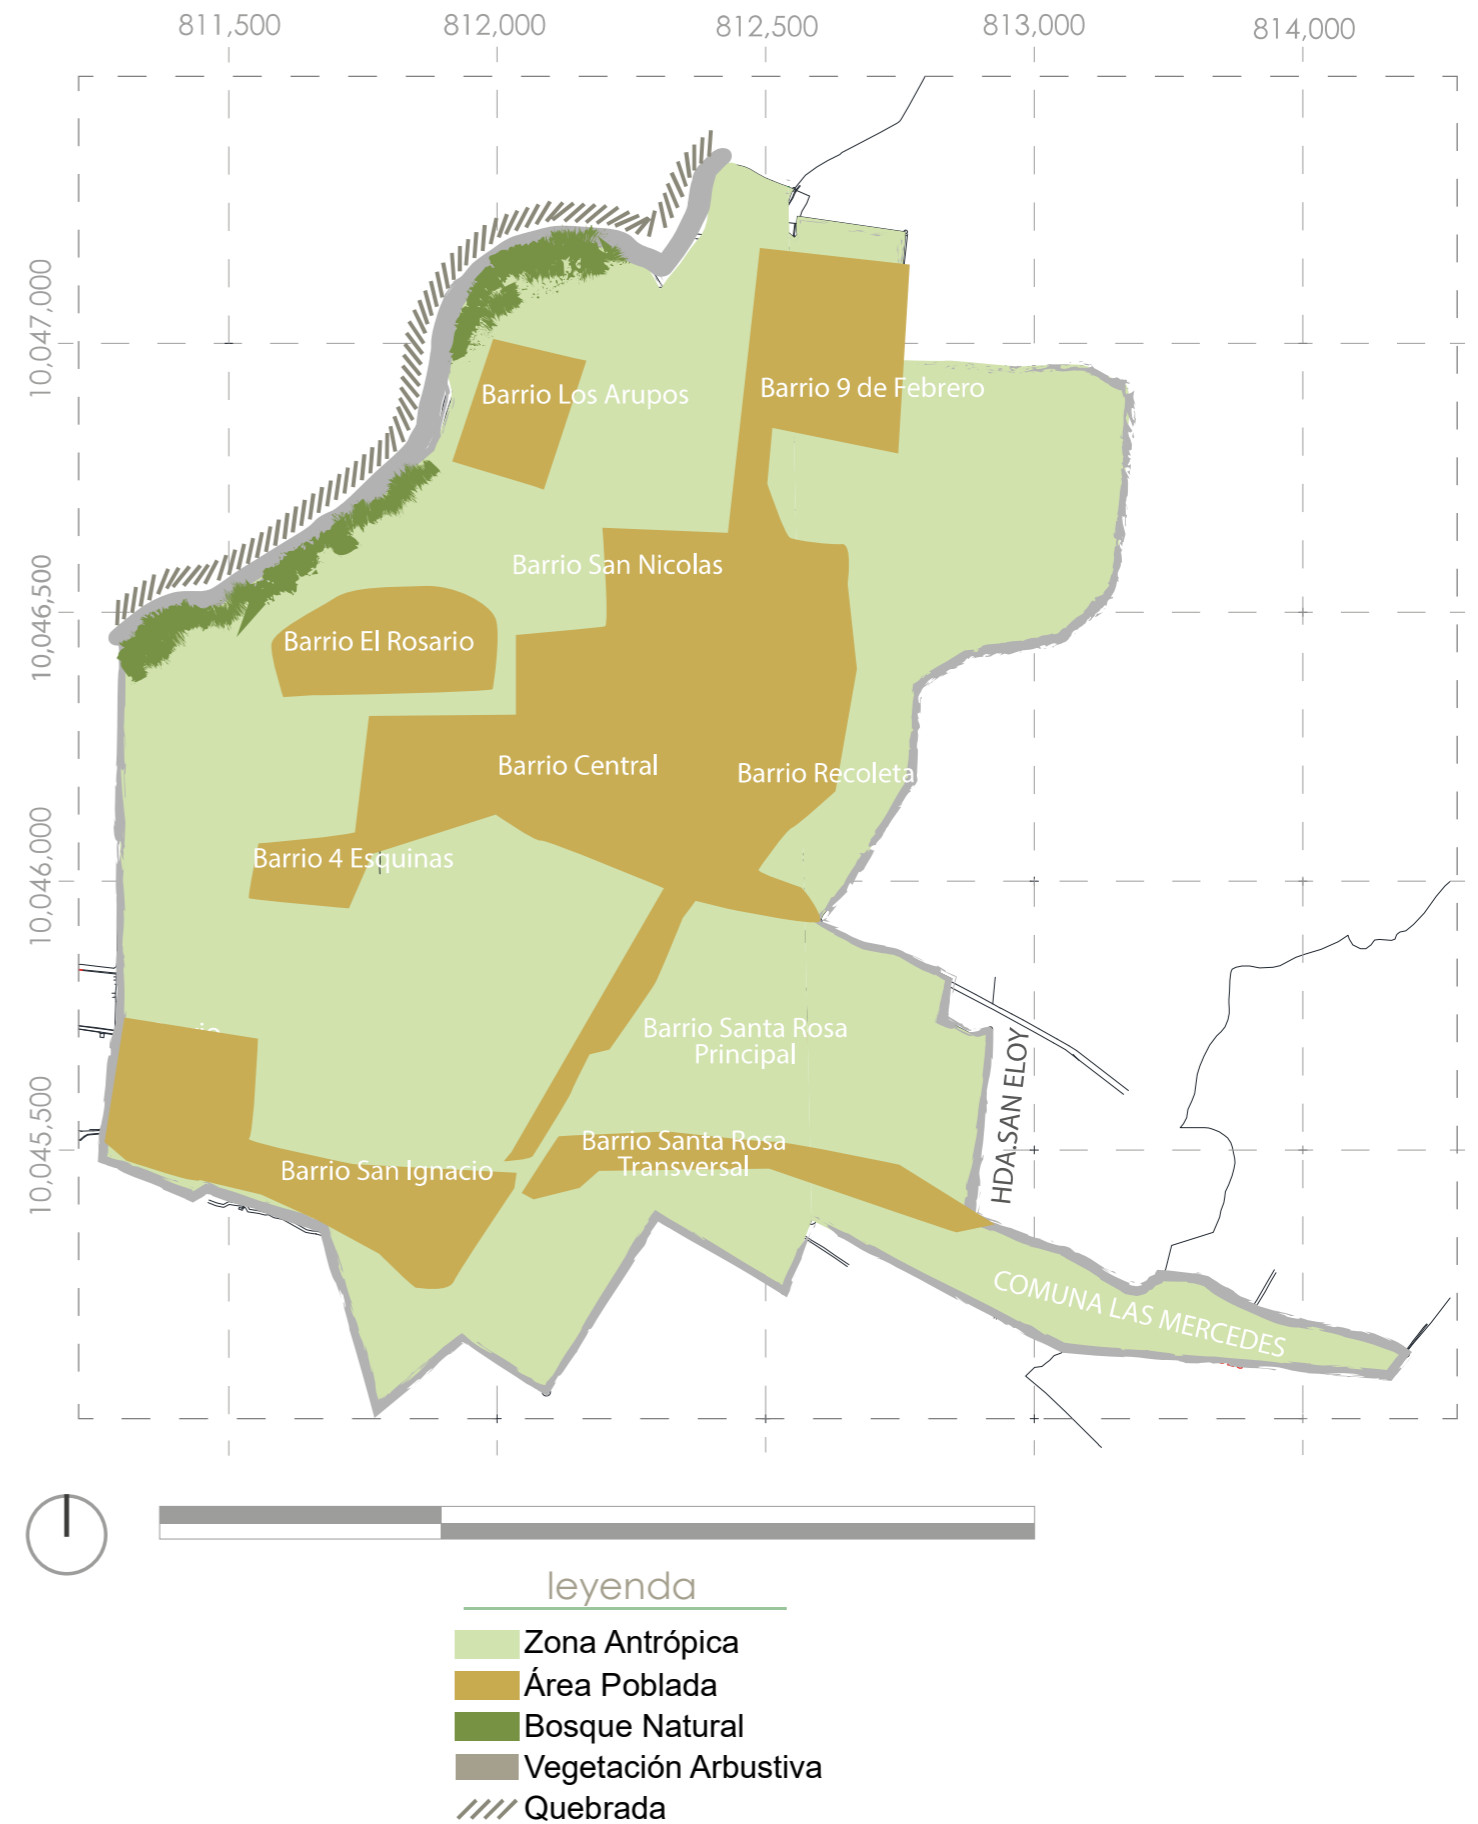 811,500
812,000
812,500
813,000
814,000
10,047,000
10,046,500
10,046,000
10,045,500
Barrio Los Arupos
Barrio 9 de Febrero
Barrio San Nicolas
Barrio El Rosario
Barrio Central
Barrio Recoleta
Barrio 4 Esquinas
Barrio Santa Rosa
Principal
HDA.SAN ELOY
Barrio Santa Rosa
Transversal
Barrio San Ignacio
COMUNA LAS MERCEDES
leyenda
Zona Antrópica
Área Poblada
Bosque Natural
Vegetación Arbustiva
Quebrada